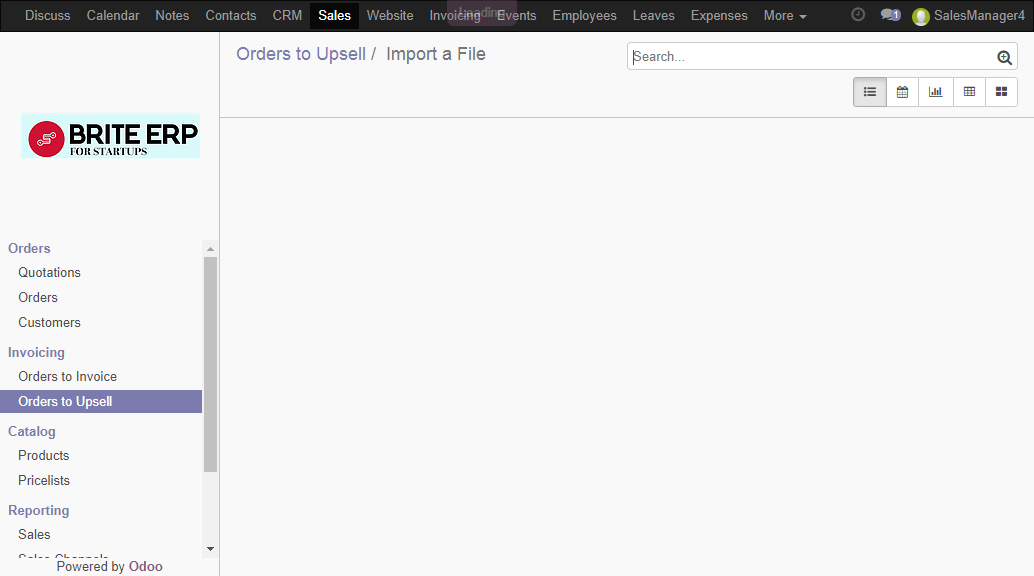 Discuss Calendar Notes Contacts CRM Sales Website Invoicing Events Employees Leaves Expenses More 1 SalesManager4
Orders to Upsell / Import a File
Search...
BRITE ERP
FOR STARTUPS
Orders
Quotations
Orders
Customers
Invoicing
Orders to Invoice
Orders to Upsell
Catalog
Products
Pricelists
Reporting
Sales
Sales Channels
Powered by Odoo